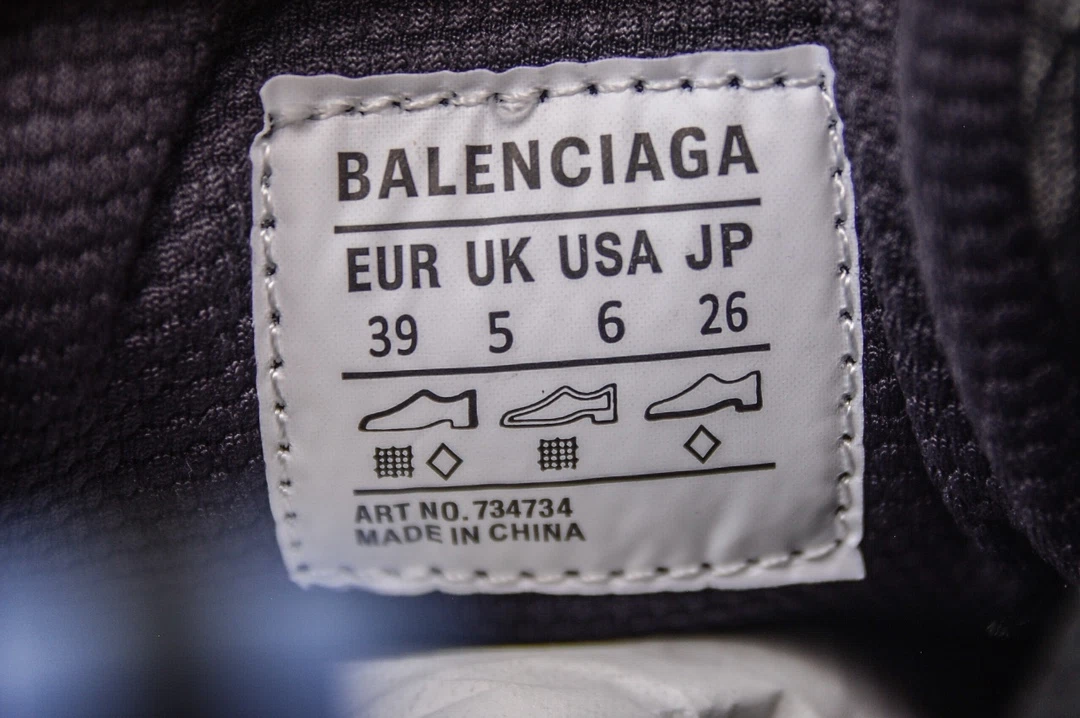 BALENCIAGA
EUR UK USA JP
39 5 6 26
ART NO. 734734
MADE IN CHINA